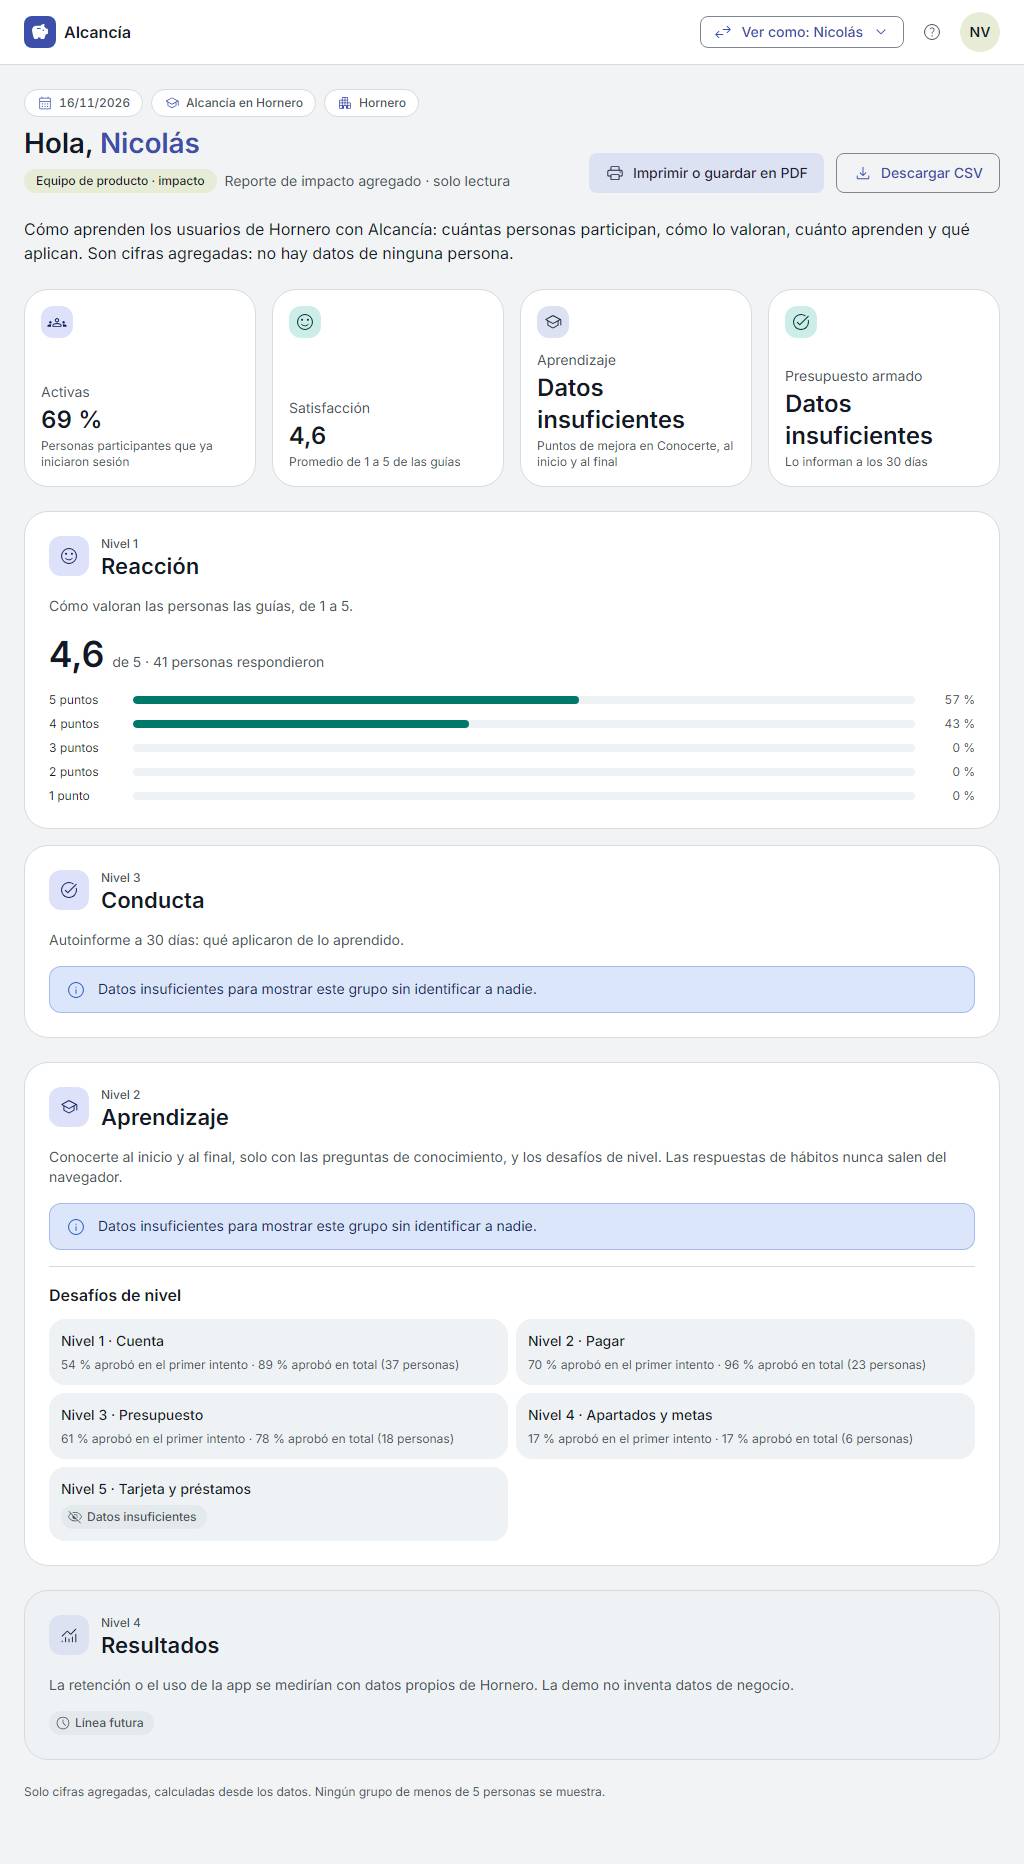 Alcancía
Ver como: Nicolás
NV
16/11/2026
Alcancía en Hornero
Hornero
Hola, Nicolás
Equipo de producto · impacto
Reporte de impacto agregado · solo lectura
Imprimir o guardar en PDF
Descargar CSV
Cómo aprenden los usuarios de Hornero con Alcancía: cuántas personas participan, cómo lo valoran, cuánto aprenden y qué
aplican. Son cifras agregadas: no hay datos de ninguna persona.
Activas
69 %
Personas participantes que ya
iniciaron sesión
Satisfacción
4,6
Promedio de 1 a 5 de las guías
Aprendizaje
Datos
insuficientes
Puntos de mejora en Conocerte, al
inicio y al final
Presupuesto armado
Datos
insuficientes
Lo informan a los 30 días
Nivel 1
Reacción
Cómo valoran las personas las guías, de 1 a 5.
4,6 de 5 · 41 personas respondieron
5 puntos 57 %
4 puntos 43 %
3 puntos 0 %
2 puntos 0 %
1 punto 0 %
Nivel 3
Conducta
Autoinforme a 30 días: qué aplicaron de lo aprendido.
Datos insuficientes para mostrar este grupo sin identificar a nadie.
Nivel 2
Aprendizaje
Conocerte al inicio y al final, solo con las preguntas de conocimiento, y los desafíos de nivel. Las respuestas de hábitos nunca salen del
navegador.
Datos insuficientes para mostrar este grupo sin identificar a nadie.
Desafíos de nivel
Nivel 1 · Cuenta
54 % aprobó en el primer intento · 89 % aprobó en total (37 personas)
Nivel 2 · Pagar
70 % aprobó en el primer intento · 96 % aprobó en total (23 personas)
Nivel 3 · Presupuesto
61 % aprobó en el primer intento · 78 % aprobó en total (18 personas)
Nivel 4 · Apartados y metas
17 % aprobó en el primer intento · 17 % aprobó en total (6 personas)
Nivel 5 · Tarjeta y préstamos
Datos insuficientes
Nivel 4
Resultados
La retención o el uso de la app se medirían con datos propios de Hornero. La demo no inventa datos de negocio.
Línea futura
Solo cifras agregadas, calculadas desde los datos. Ningún grupo de menos de 5 personas se muestra.